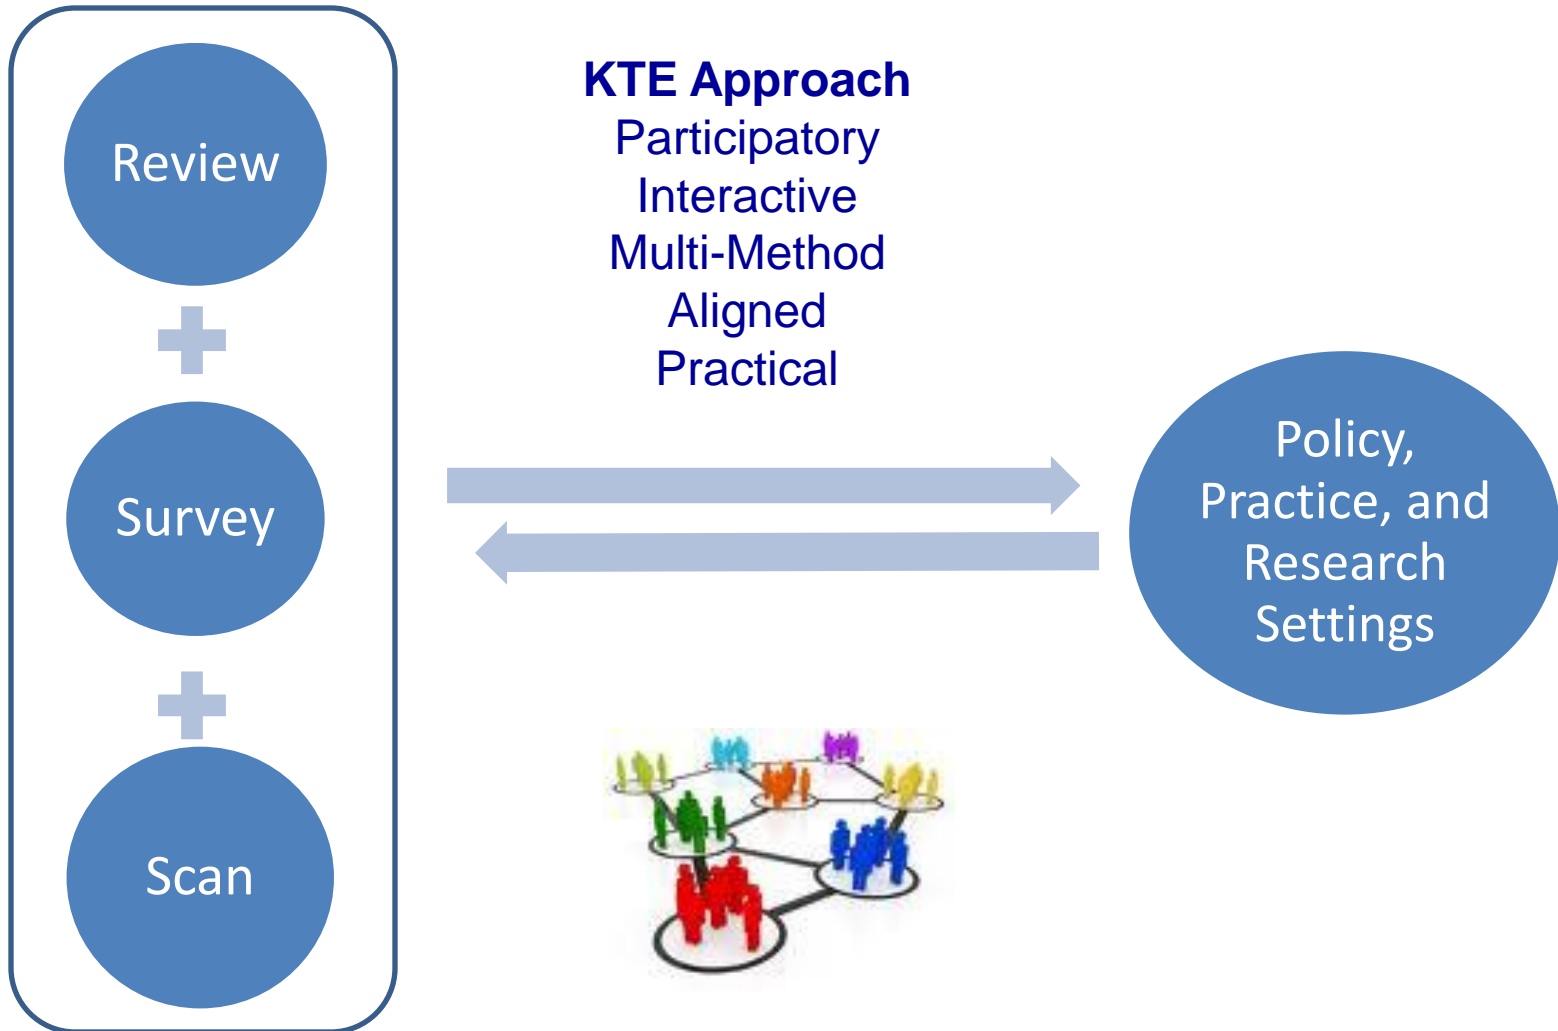 Review
Survey
Scan
KTE Approach
Participatory
Interactive
Multi-Method
Aligned
Practical
Policy,
Practice, and
Research
Settings